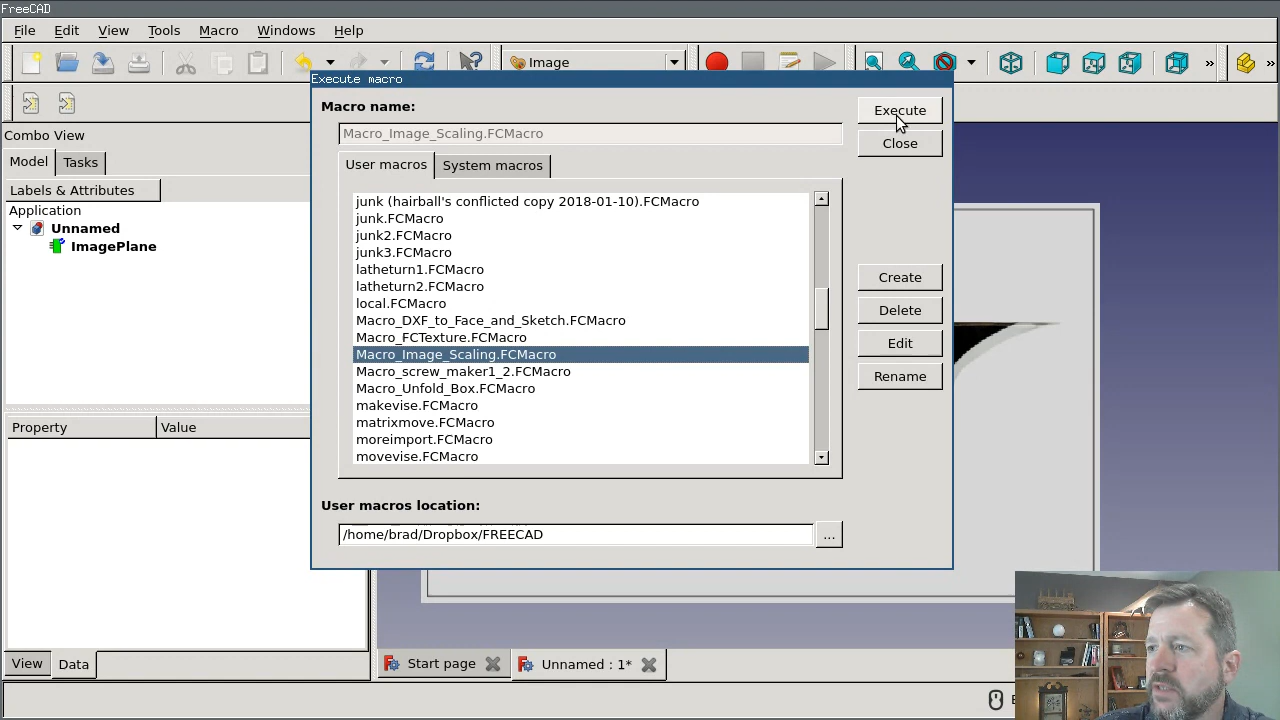 FreeCAD
File Edit View Tools Macro Windows Help
Image
»
»
Combo View
Model Tasks
Labels & Attributes
Application
Unnamed
ImagePlane
Property Value
View Data
Execute macro
Macro name:
Macro_Image_Scaling.FCMacro
User macros System macros
junk (hairball's conflicted copy 2018-01-10).FCMacro
junk.FCMacro
junk2.FCMacro
junk3.FCMacro
latheturn1.FCMacro
latheturn2.FCMacro
local.FCMacro
Macro_DXF_to_Face_and_Sketch.FCMacro
Macro_FCTexture.FCMacro
Macro_Image_Scaling.FCMacro
Macro_screw_maker1_2.FCMacro
Macro_Unfold_Box.FCMacro
makevise.FCMacro
matrixmove.FCMacro
moreimport.FCMacro
movevise.FCMacro
User macros location:
/home/brad/Dropbox/FREECAD
...
Execute
Close
Create
Delete
Edit
Rename
Start page Unnamed : 1*